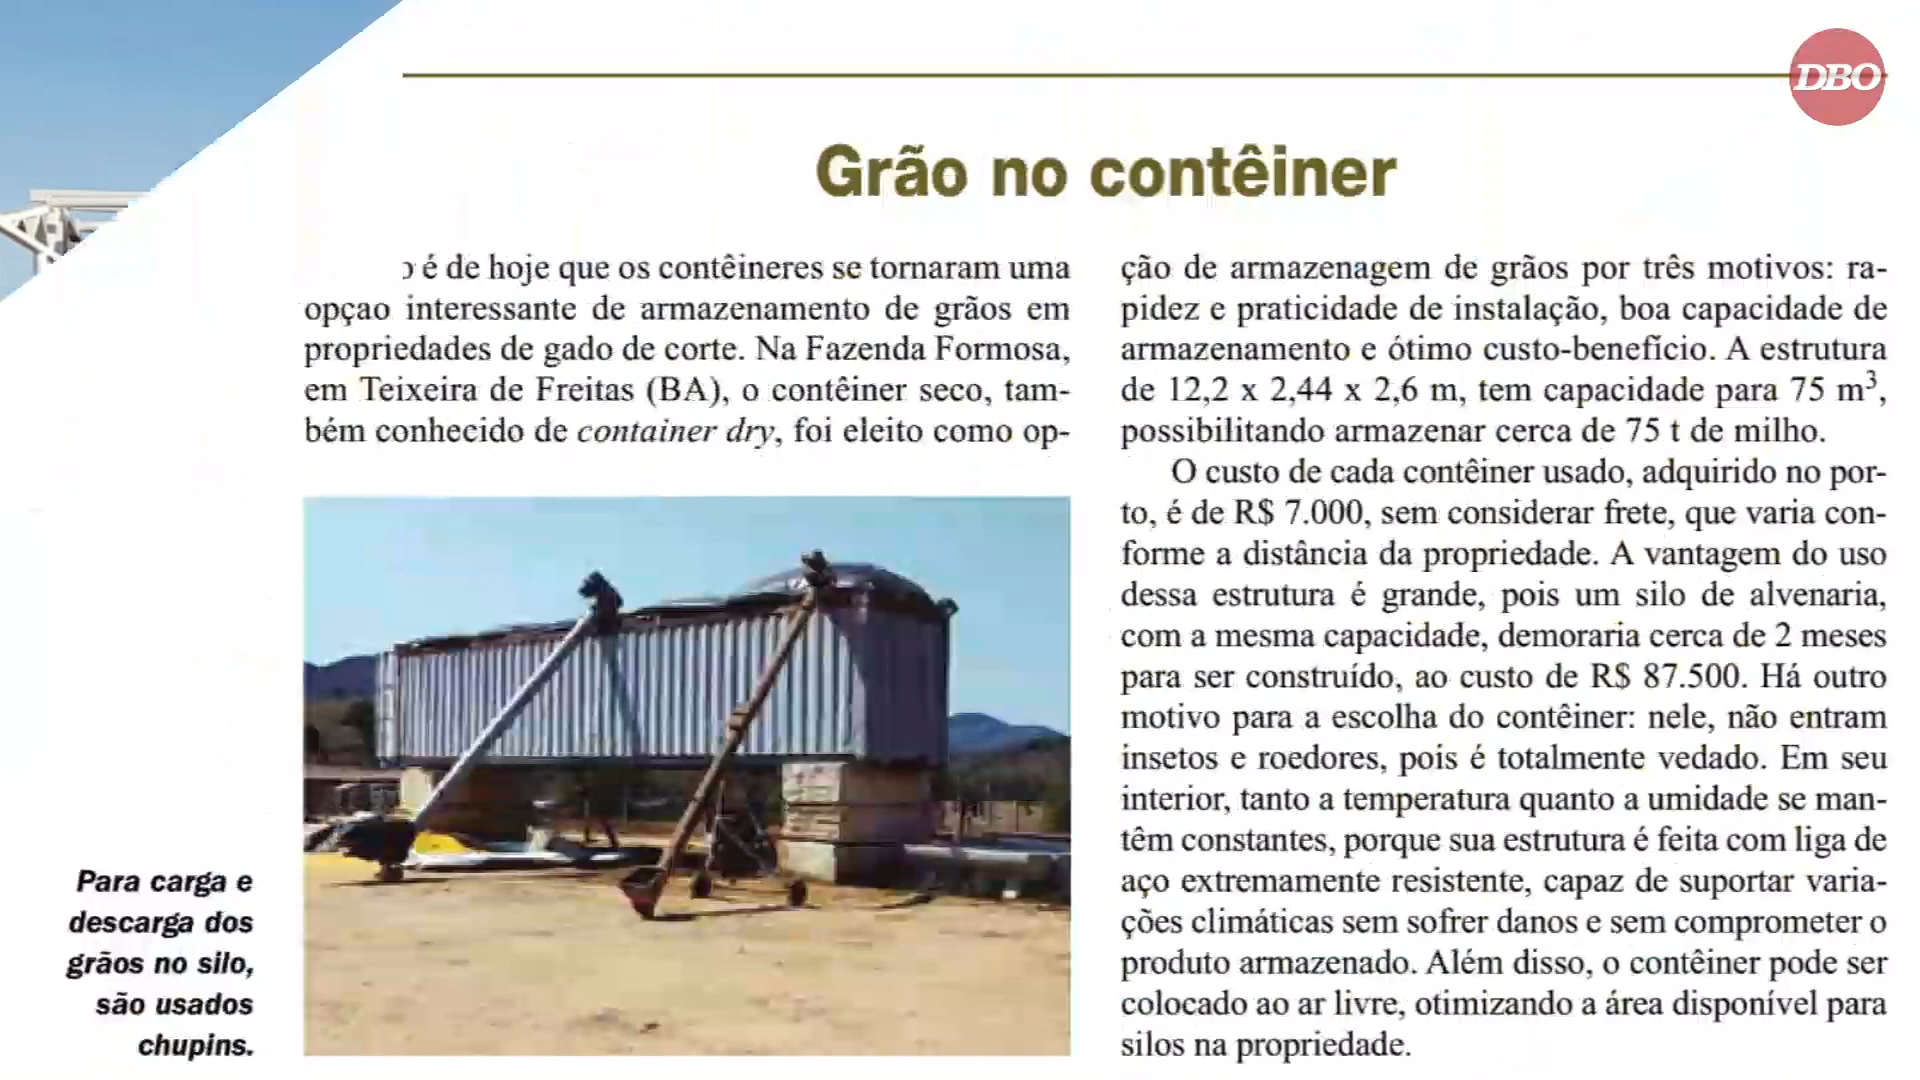 DBO
Grão no contêiner
é de hoje que os contêineres se tornaram uma
opçao interessante de armazenamento de grãos em
propriedades de gado de corte. Na Fazenda Formosa,
em Teixeira de Freitas (BA), o contêiner seco, tam-
bém conhecido de container dry, foi eleito como op-
ção de armazenagem de grãos por três motivos: ra-
pidez e praticidade de instalação, boa capacidade de
armazenamento e ótimo custo-benefício. A estrutura
de 12,2 x 2,44 x 2,6 m, tem capacidade para 75 m³,
possibilitando armazenar cerca de 75 t de milho.
O custo de cada contêiner usado, adquirido no por-
to, é de R$ 7.000, sem considerar frete, que varia con-
forme a distância da propriedade. A vantagem do uso
dessa estrutura é grande, pois um silo de alvenaria,
com a mesma capacidade, demoraria cerca de 2 meses
para ser construído, ao custo de R$ 87.500. Há outro
motivo para a escolha do contêiner: nele, não entram
insetos e roedores, pois é totalmente vedado. Em seu
interior, tanto a temperatura quanto a umidade se man-
têm constantes, porque sua estrutura é feita com liga de
aço extremamente resistente, capaz de suportar varia-
ções climáticas sem sofrer danos e sem comprometer o
produto armazenado. Além disso, o contêiner pode ser
colocado ao ar livre, otimizando a área disponível para
silos na propriedade.
Para carga e
descarga dos
grãos no silo,
são usados
chupins.